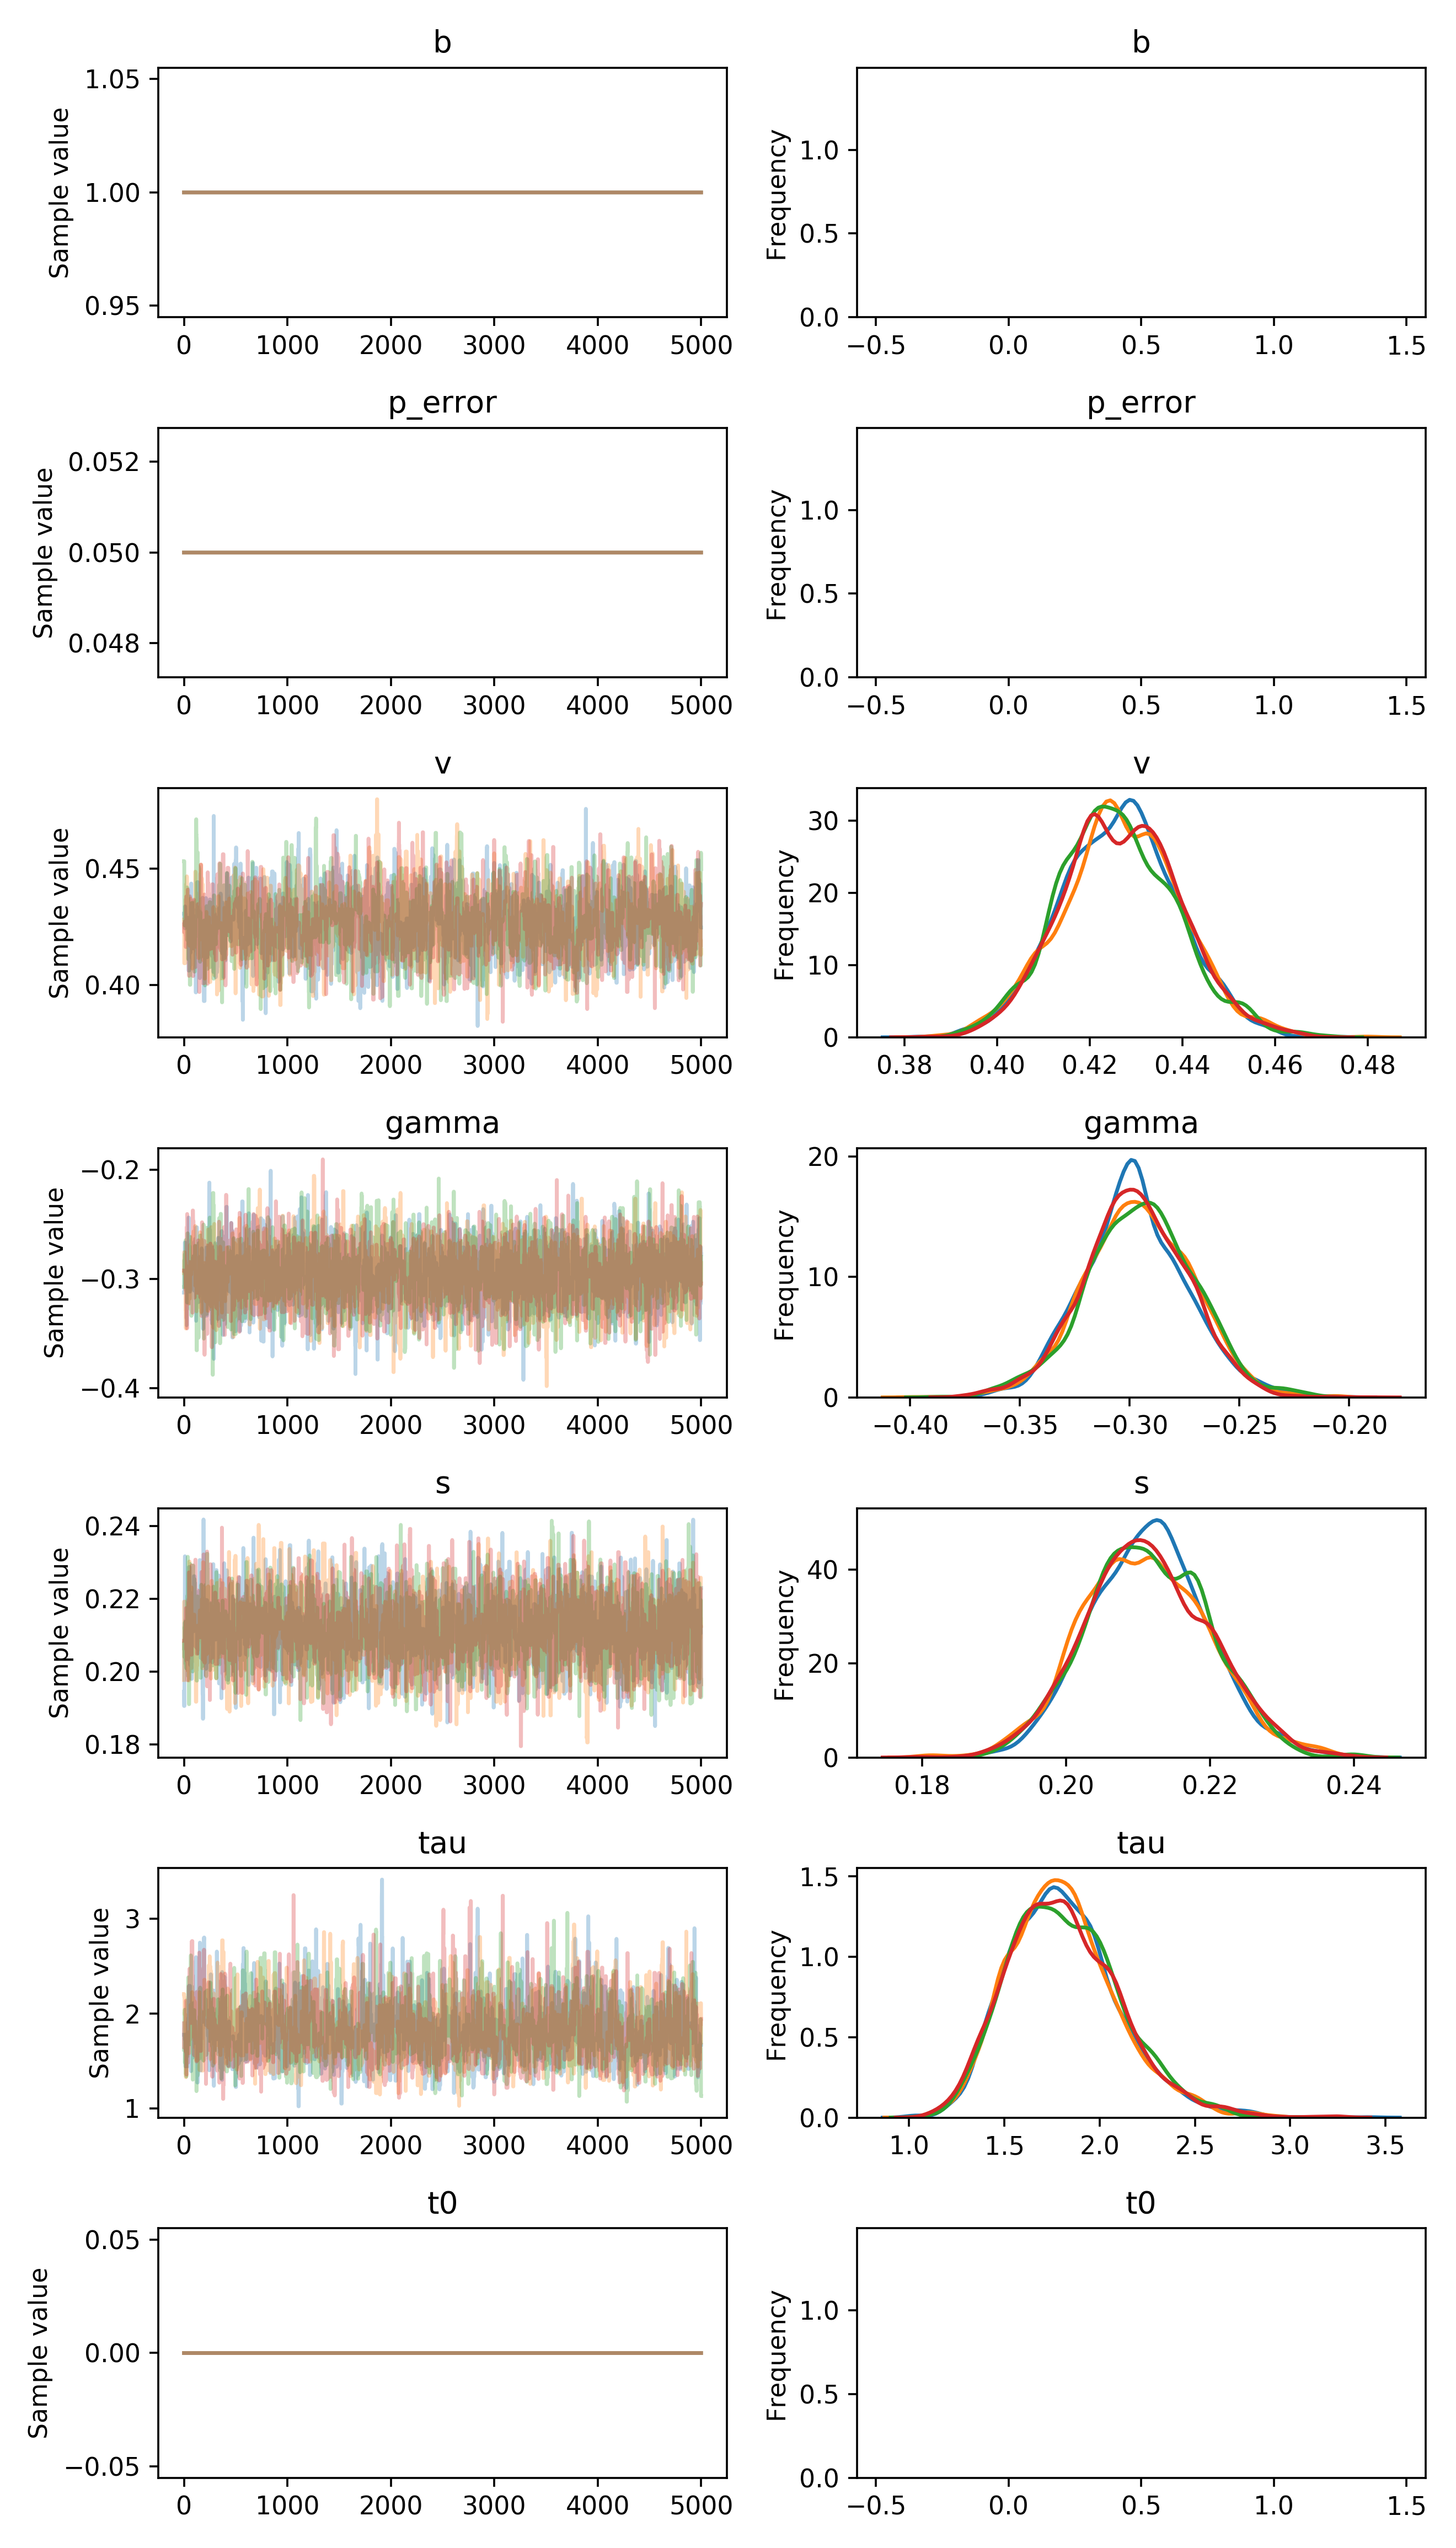 b
b
Sample value
1.05
1.00
0.95
0 1000 2000 3000 4000 5000
Frequency
1.0
0.5
0.0
−0.5 0.0 0.5 1.0 1.5
p_error
p_error
Sample value
0.052
0.050
0.048
0 1000 2000 3000 4000 5000
Frequency
1.0
0.5
0.0
−0.5 0.0 0.5 1.0 1.5
v
v
Sample value
0.45
0.40
0 1000 2000 3000 4000 5000
Frequency
30
20
10
0
0.38 0.40 0.42 0.44 0.46 0.48
gamma
gamma
Sample value
−0.2
−0.3
−0.4
0 1000 2000 3000 4000 5000
Frequency
20
10
0
−0.40 −0.35 −0.30 −0.25 −0.20
s
s
Sample value
0.24
0.22
0.20
0.18
0 1000 2000 3000 4000 5000
Frequency
40
20
0
0.18 0.20 0.22 0.24
tau
tau
Sample value
3
2
1
0 1000 2000 3000 4000 5000
Frequency
1.5
1.0
0.5
0.0
1.0 1.5 2.0 2.5 3.0 3.5
t0
t0
Sample value
0.05
0.00
−0.05
0 1000 2000 3000 4000 5000
Frequency
1.0
0.5
0.0
−0.5 0.0 0.5 1.0 1.5